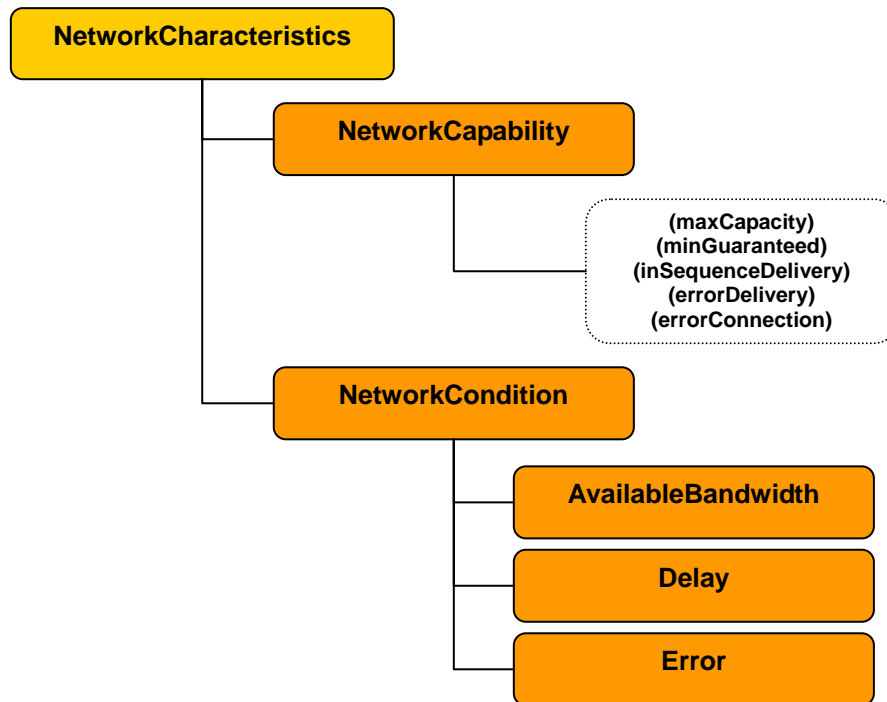 NetworkCharacteristics
NetworkCapability
(maxCapacity)
(minGuaranteed)
(inSequenceDelivery)
(errorDelivery)
(errorConnection)
NetworkCondition
AvailableBandwidth
Delay
Error